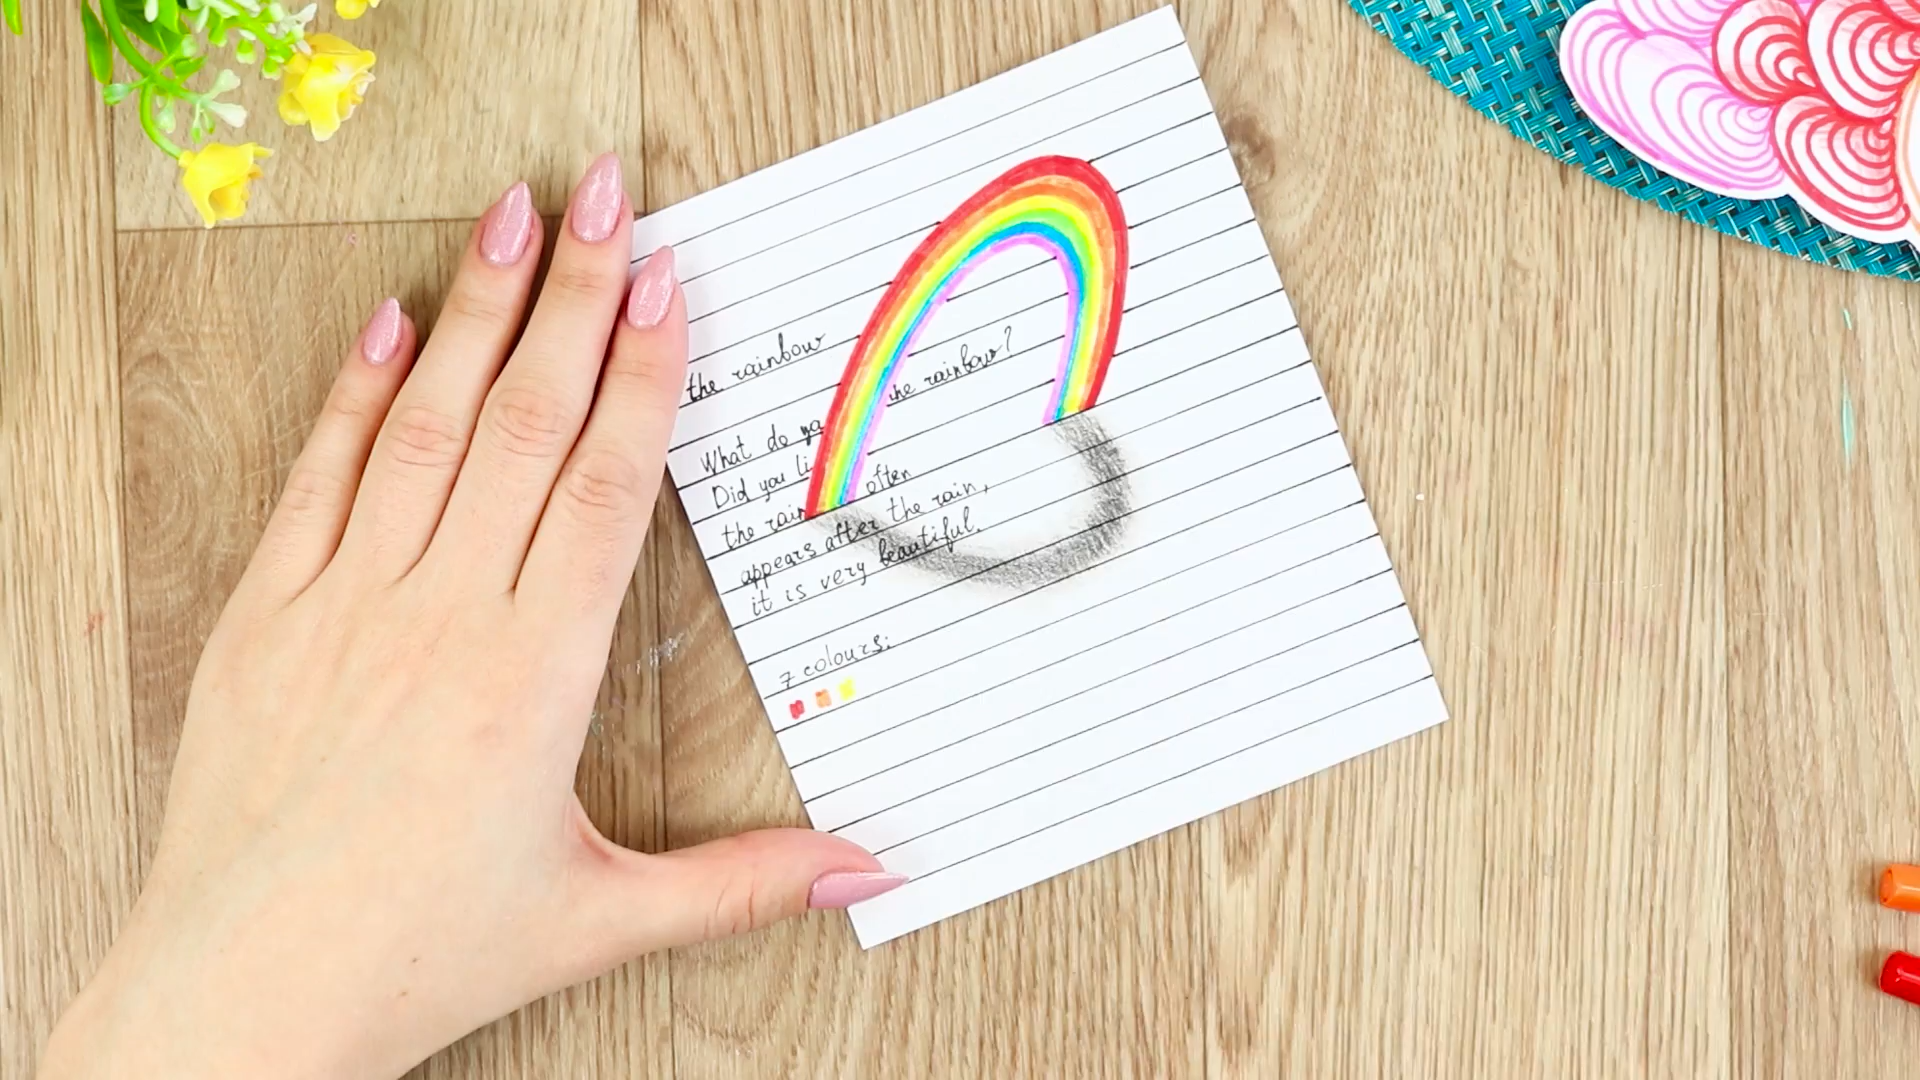 the rainbow
What do yo he rainbow?
Did you li often
the rain
appears after the rain,
it is very beautiful.
7 colours: